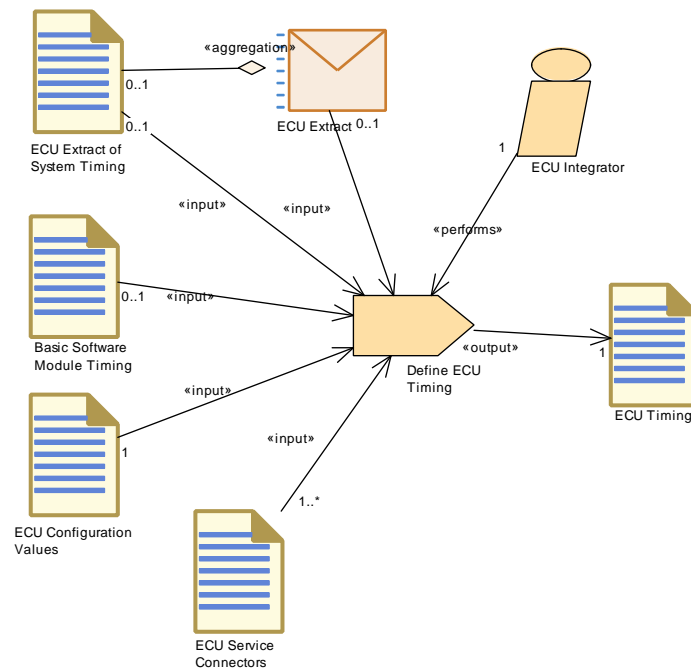 «aggregation»
0..1
0..1
ECU Extract
0..1
ECU Extract of
System Timing
1
ECU Integrator
«input»
«input»
«performs»
0..1
«input»
Basic Software
Module Timing
«output»
1
Define ECU
Timing
«input»
ECU Timing
«input»
1
1..*
ECU Configuration
Values
ECU Service
Connectors